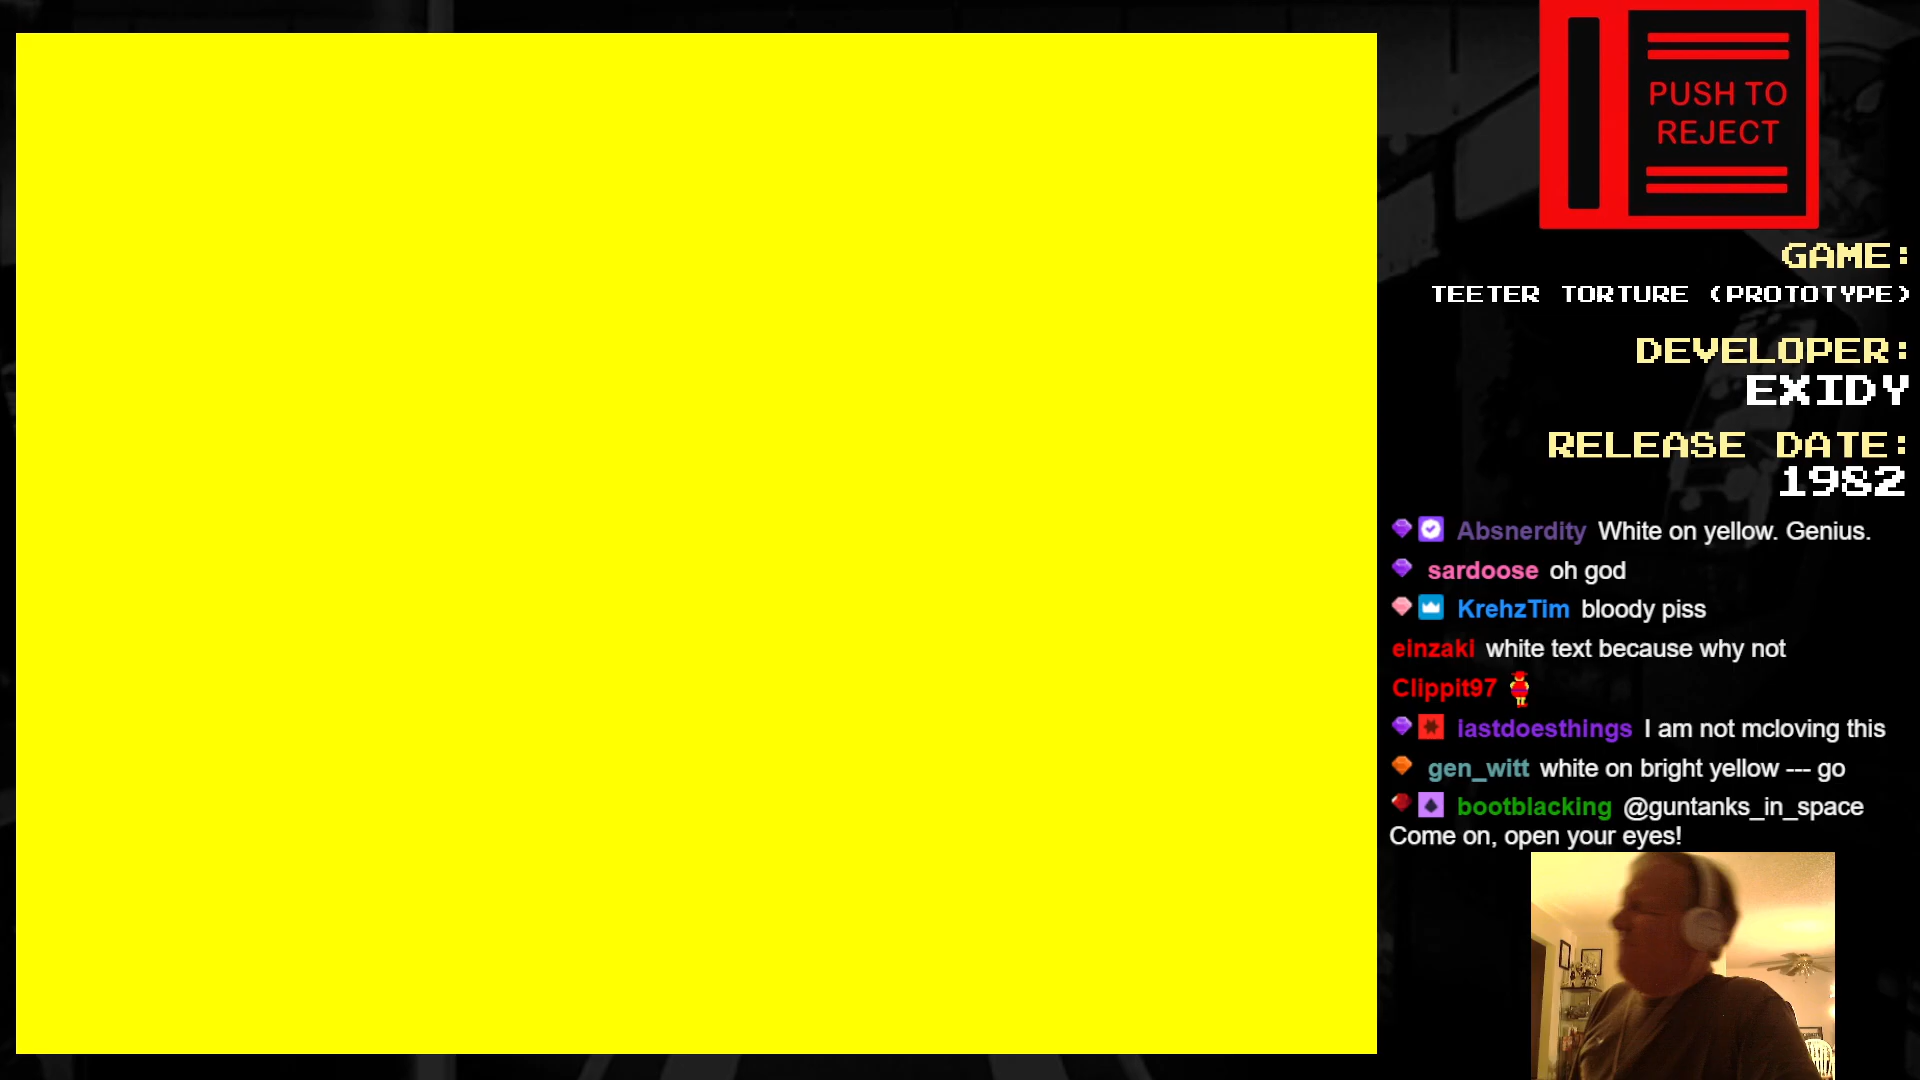 PUSH TO
REJECT
GAME:
TEETER TORTURE (PROTOTYPE)
DEVELOPER:
EXIDY
RELEASE DATE:
1982
Absnerdity White on yellow. Genius.
sardoose oh god
KrehzTim bloody piss
einzaki white text because why not
Clippit97
iastdoesthings I am not mcloving this
gen_witt white on bright yellow --- go
bootblacking @guntanks_in_space
Come on, open your eyes!